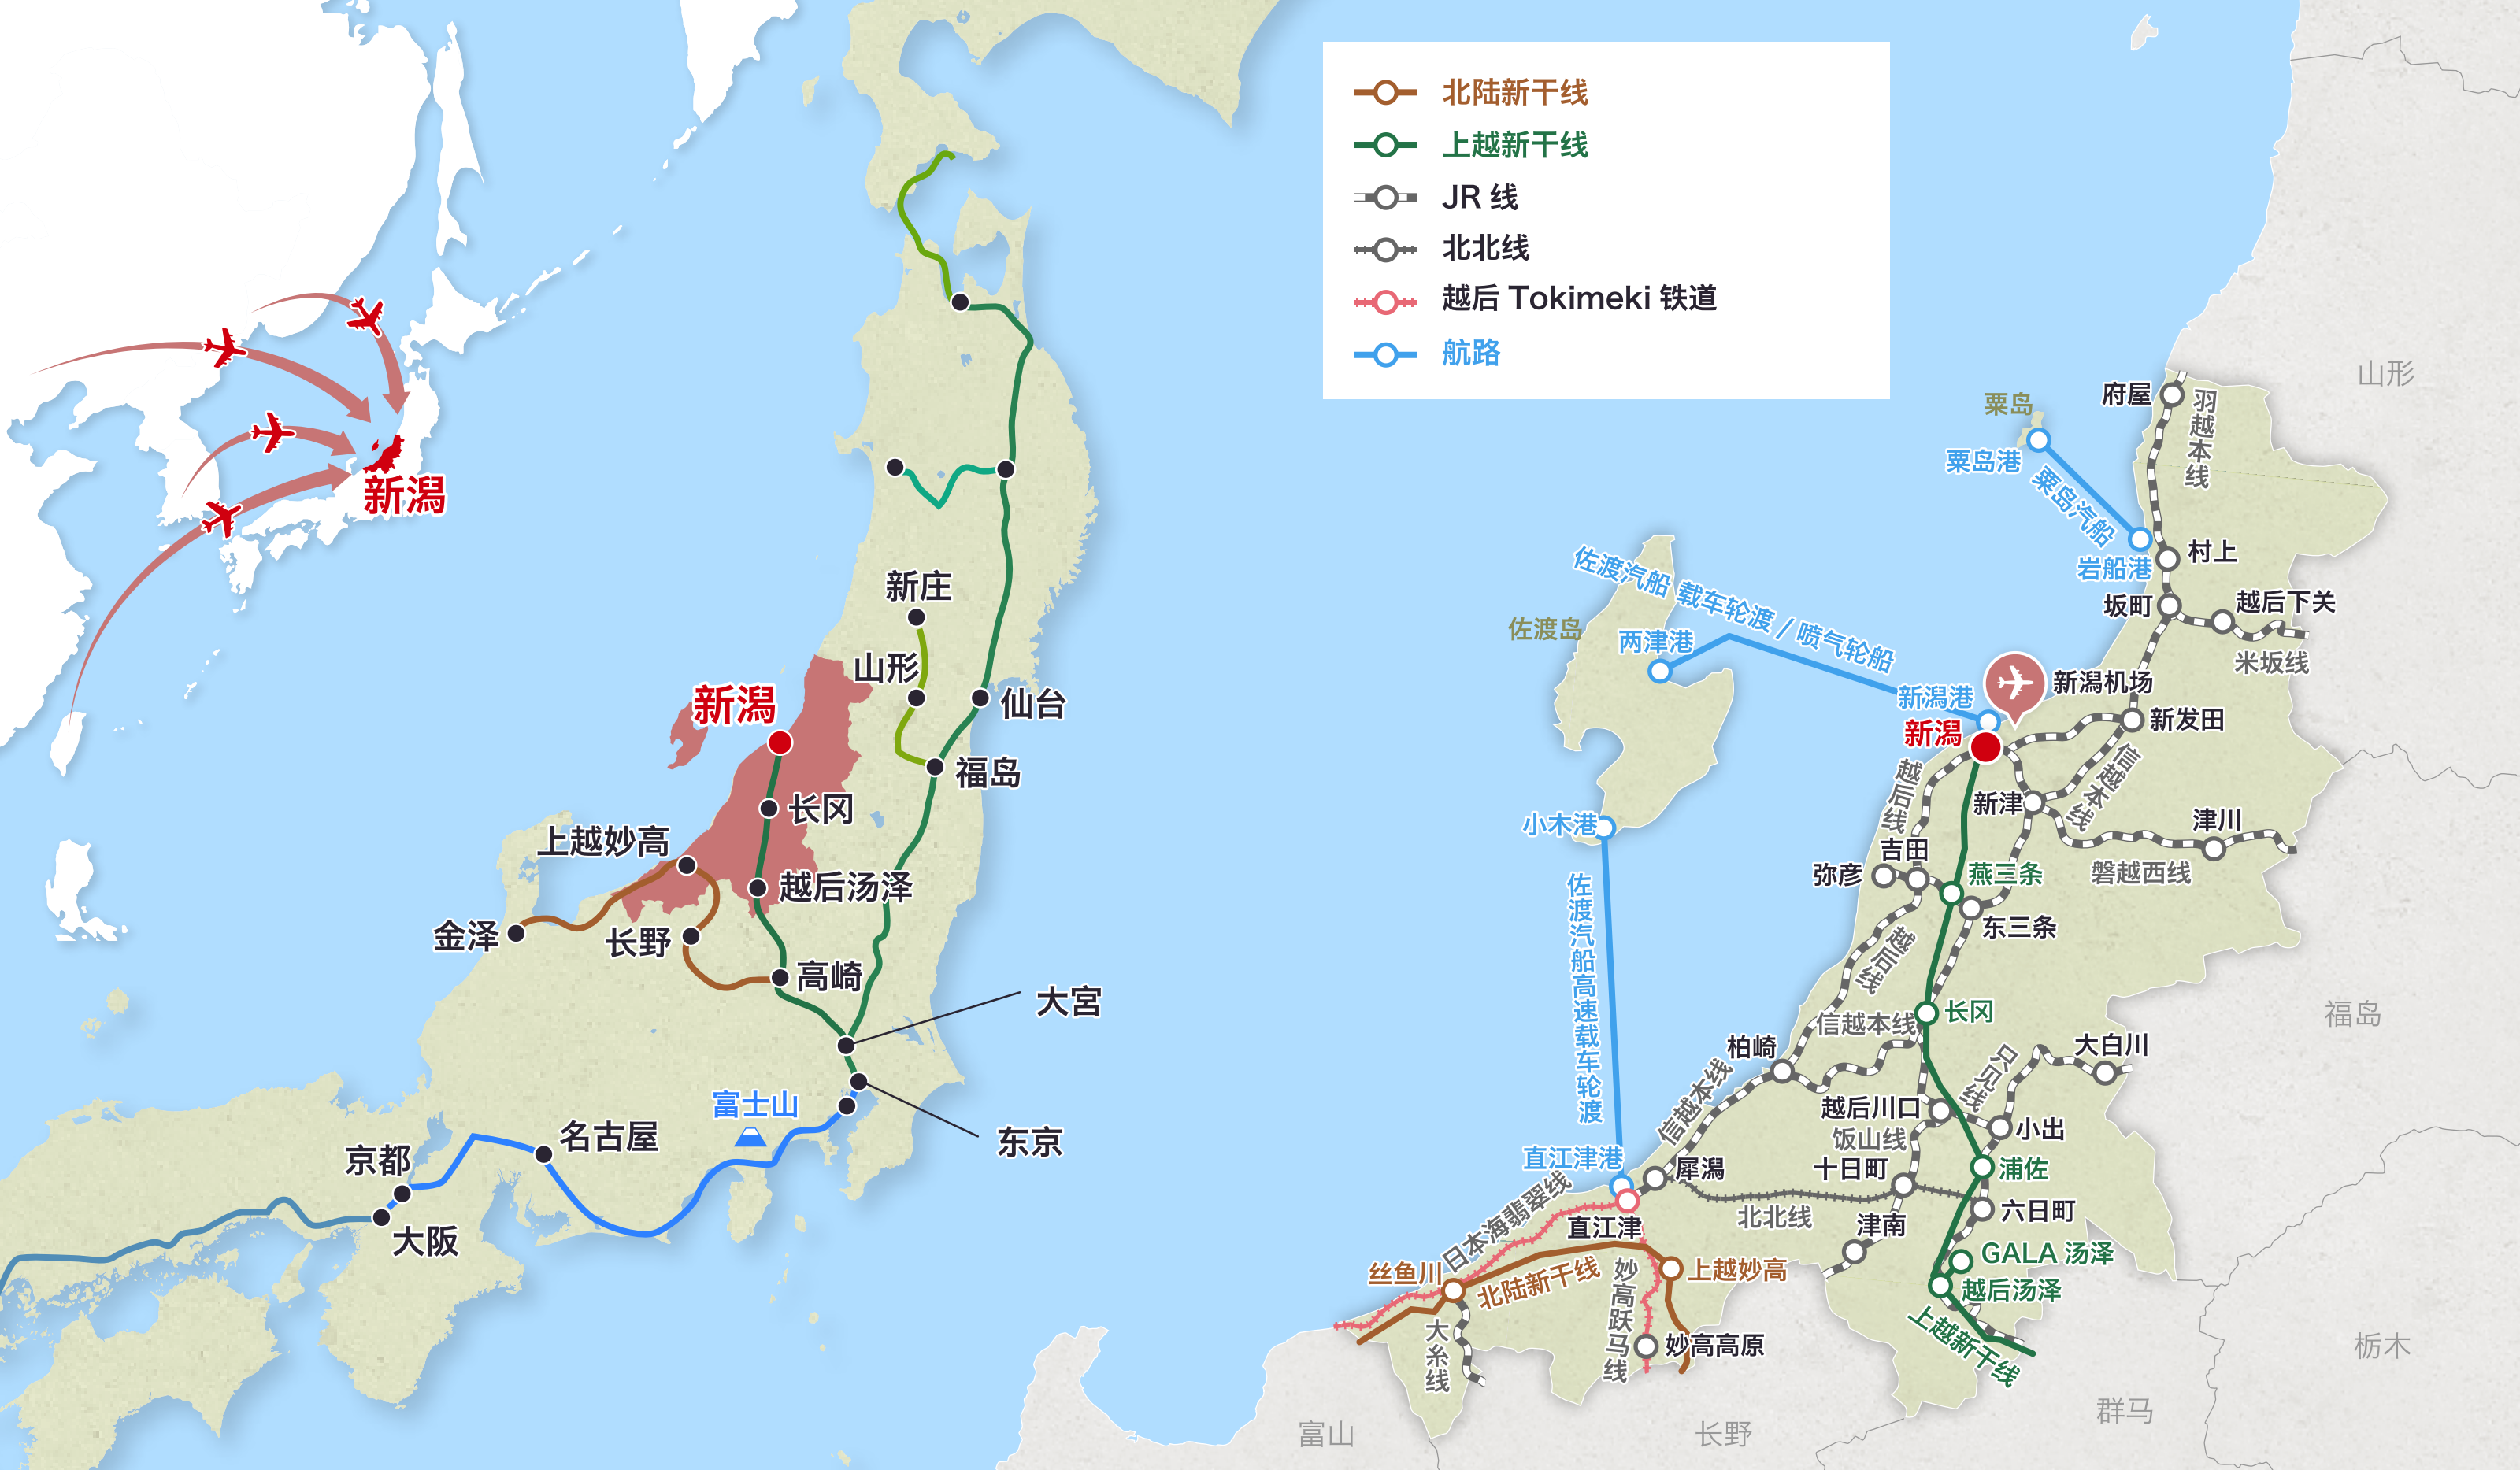 北陆新干线
上越新干线
JR 线
北北线
越后 Tokimeki 铁道
航路
新潟
新庄
山形
仙台
新潟
福岛
长冈
上越妙高
越后汤泽
金泽
长野
高崎
大宫
东京
富士山
名古屋
京都
大阪
山形
府屋
羽越本线
粟岛
粟岛港
粟岛汽船
岩船港
村上
坂町
越后下关
米坂线
佐渡汽船 载车轮渡 / 喷气轮船
佐渡岛
两津港
新潟港
新潟机场
新潟
新发田
信越本线
越后线
新津
津川
磐越西线
小木港
吉田
弥彦
燕三条
东三条
佐渡汽船高速载车轮渡
越后线
长冈
信越本线
福岛
柏崎
只见线
大白川
信越本线
越后川口
小出
饭山线
直江津港
犀潟
十日町
浦佐
日本海翡翠线
直江津
北北线
津南
六日町
丝鱼川
北陆新干线
妙高跃马线
上越妙高
GALA 汤泽
越后汤泽
大糸线
妙高高原
上越新干线
栃木
群马
富山
长野